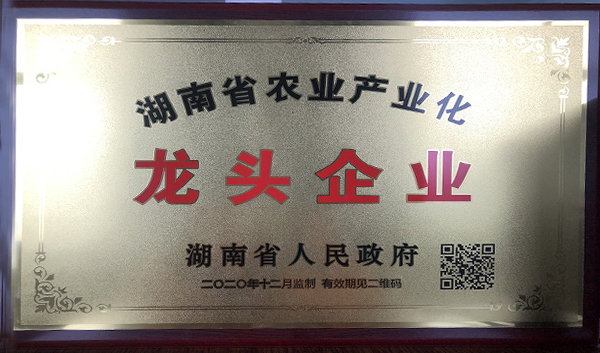 湖南省农业产业化
龙头企业
湖南省人民政府
二〇二〇年十二月监制 有效期见二维码